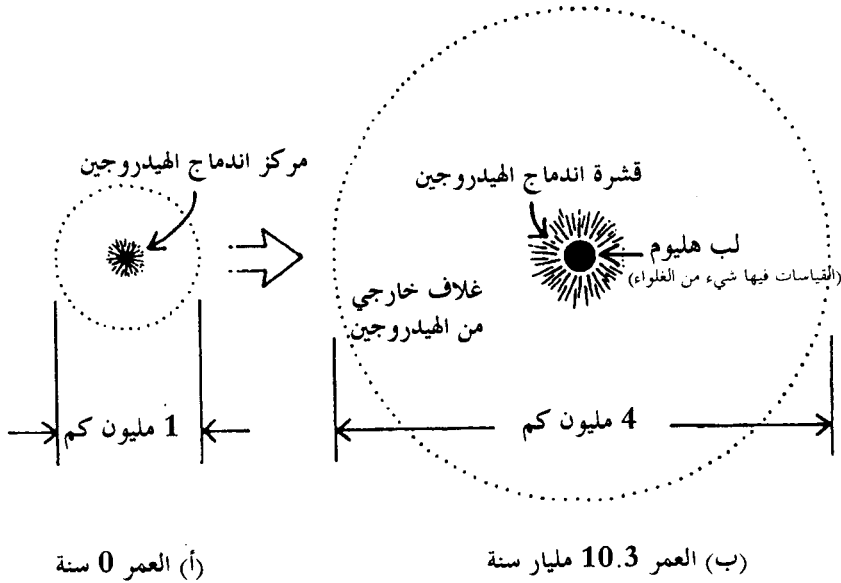 مركز اندماج الهيدروجين
قشرة اندماج الهيدروجين
لب هليوم
(القياسات فيها شيء من الغلواء)
غلاف خارجي
من الهيدروجين
1 مليون كم
4 مليون كم
(أ) العمر 0 سنة
(ب) العمر 10.3 مليار سنة